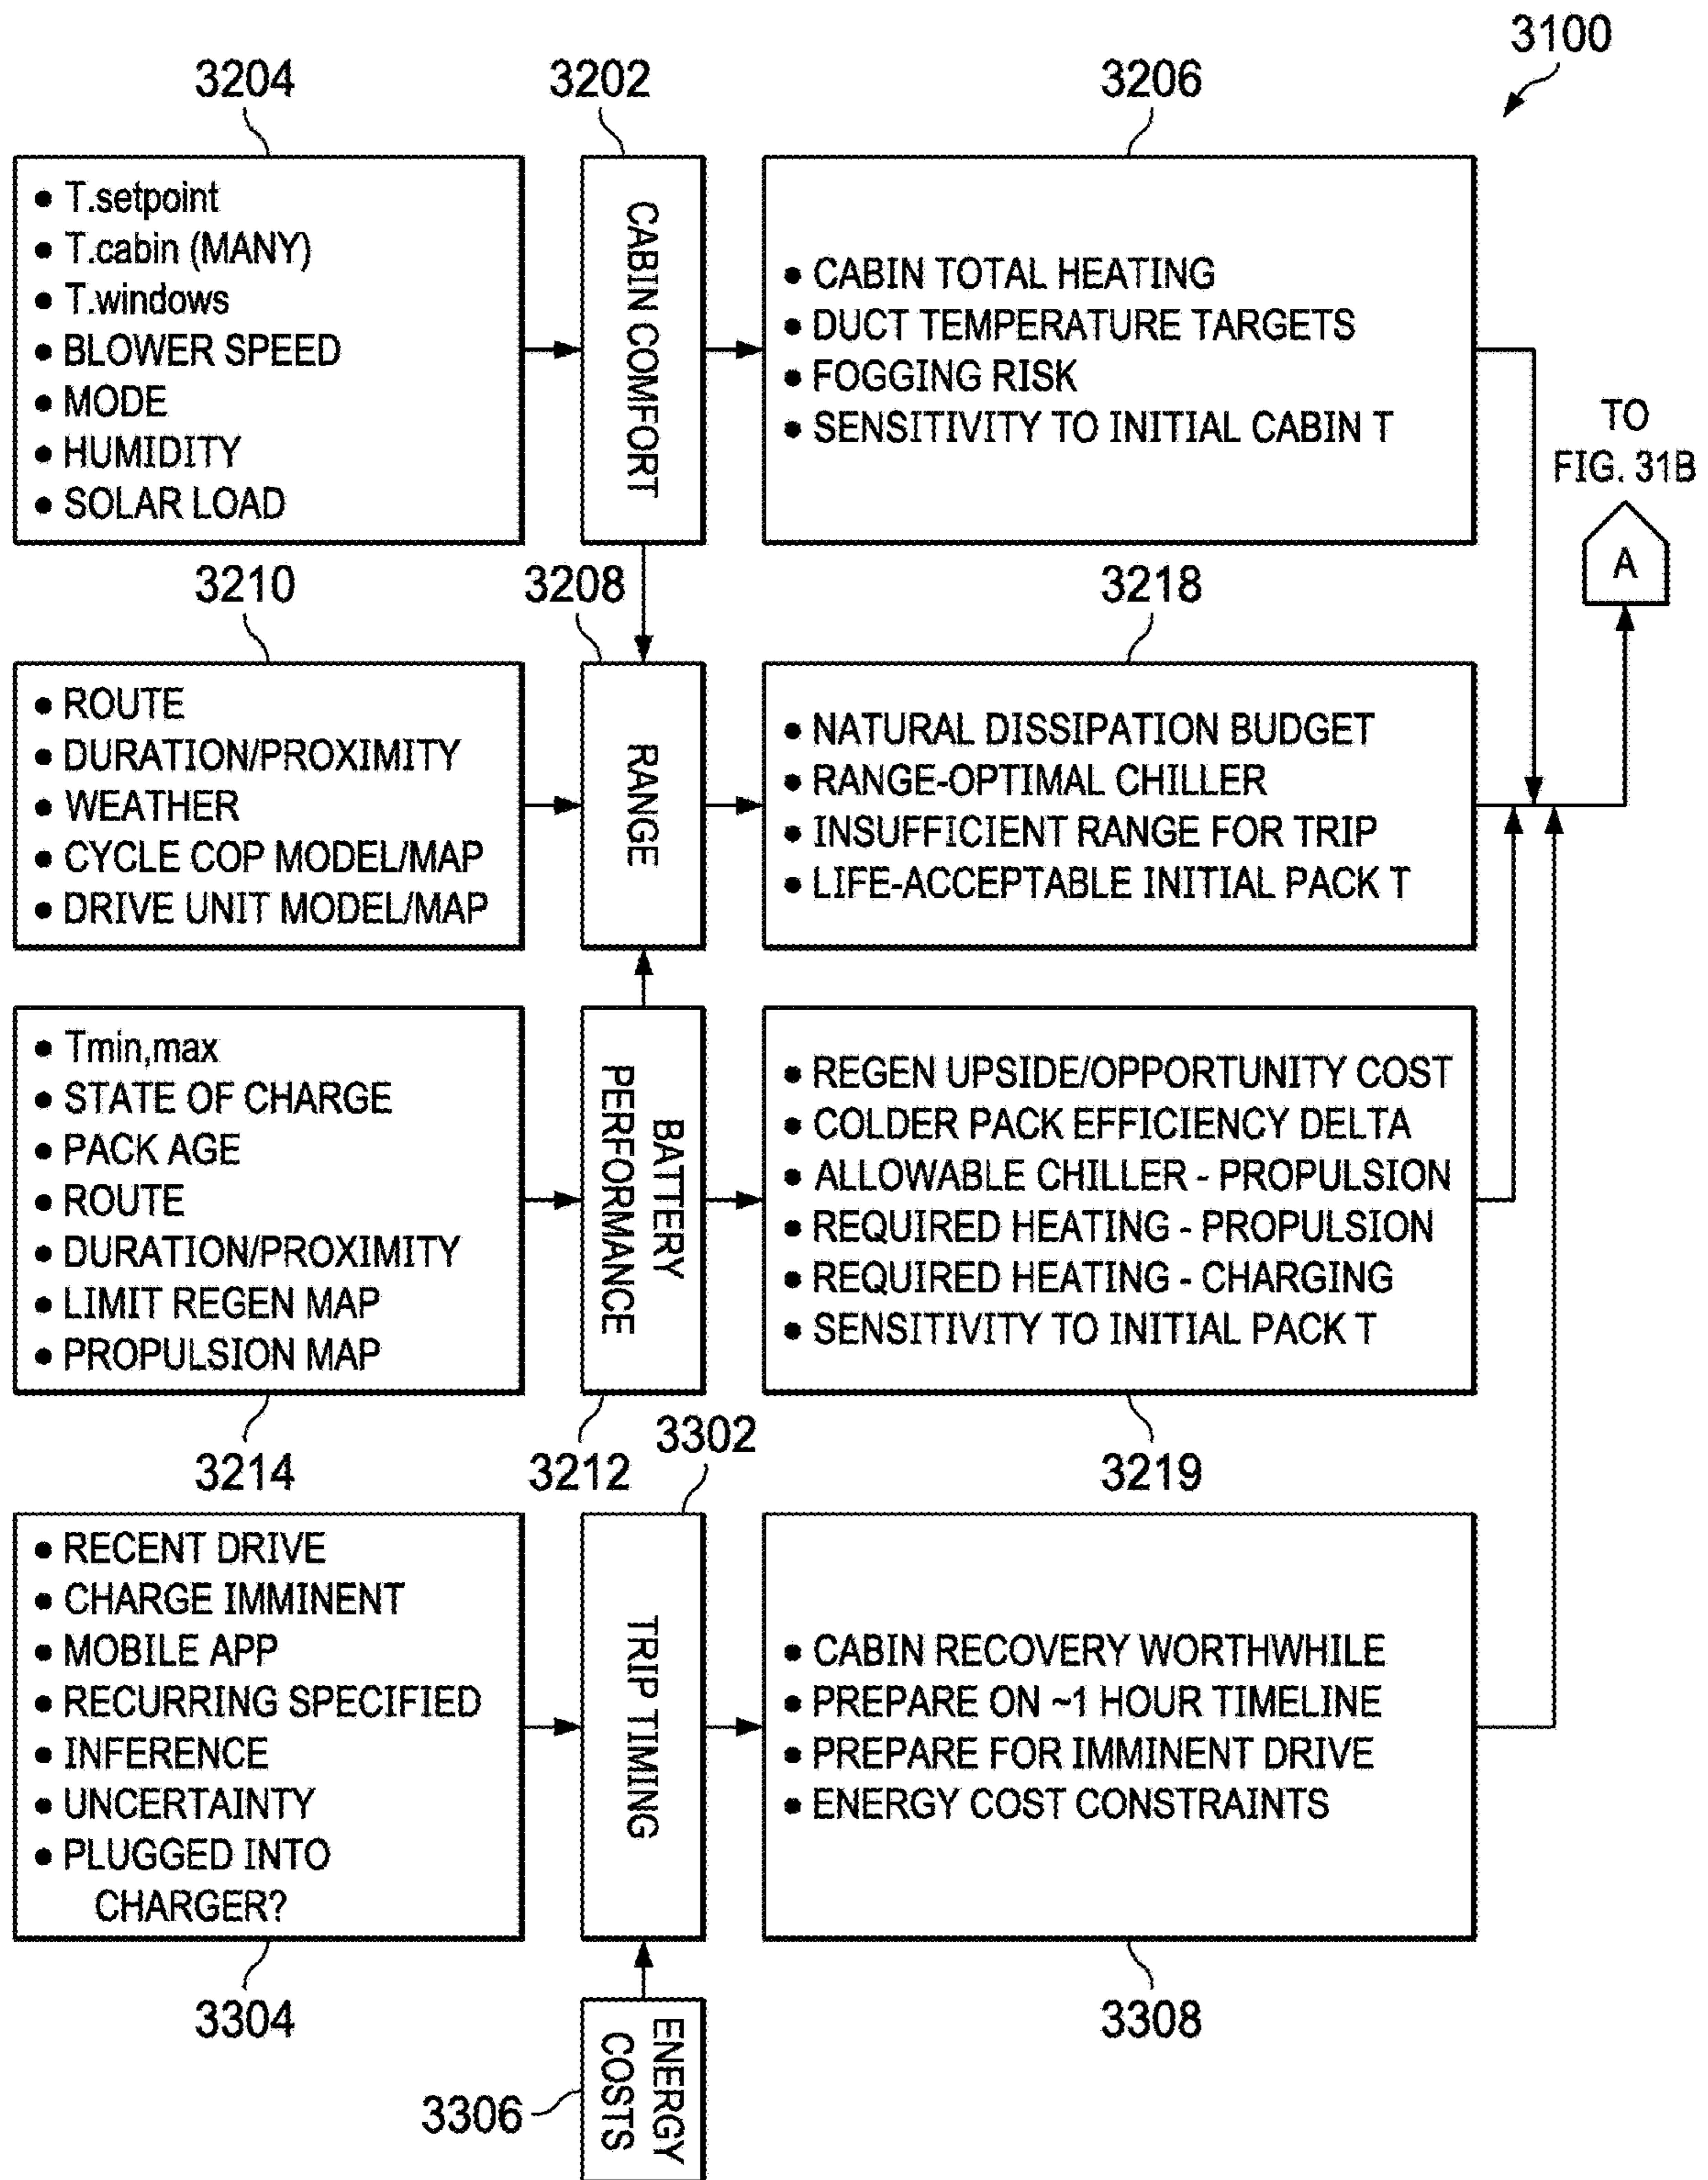 3100
3204
3202
3206
• T.setpoint
• T.cabin (MANY)
• T.windows
• BLOWER SPEED
• MODE
• HUMIDITY
• SOLAR LOAD
CABIN COMFORT
• CABIN TOTAL HEATING
• DUCT TEMPERATURE TARGETS
• FOGGING RISK
• SENSITIVITY TO INITIAL CABIN T
TO
FIG. 31B
A
3210
3208
3218
• ROUTE
• DURATION/PROXIMITY
• WEATHER
• CYCLE COP MODEL/MAP
• DRIVE UNIT MODEL/MAP
RANGE
• NATURAL DISSIPATION BUDGET
• RANGE-OPTIMAL CHILLER
• INSUFFICIENT RANGE FOR TRIP
• LIFE-ACCEPTABLE INITIAL PACK T
• Tmin,max
• STATE OF CHARGE
• PACK AGE
• ROUTE
• DURATION/PROXIMITY
• LIMIT REGEN MAP
• PROPULSION MAP
BATTERY
PERFORMANCE
• REGEN UPSIDE/OPPORTUNITY COST
• COLDER PACK EFFICIENCY DELTA
• ALLOWABLE CHILLER - PROPULSION
• REQUIRED HEATING - PROPULSION
• REQUIRED HEATING - CHARGING
• SENSITIVITY TO INITIAL PACK T
3214
3212
3302
3219
• RECENT DRIVE
• CHARGE IMMINENT
• MOBILE APP
• RECURRING SPECIFIED
• INFERENCE
• UNCERTAINTY
• PLUGGED INTO
CHARGER?
TRIP TIMING
• CABIN RECOVERY WORTHWHILE
• PREPARE ON ~1 HOUR TIMELINE
• PREPARE FOR IMMINENT DRIVE
• ENERGY COST CONSTRAINTS
3304
3308
ENERGY
COSTS
3306